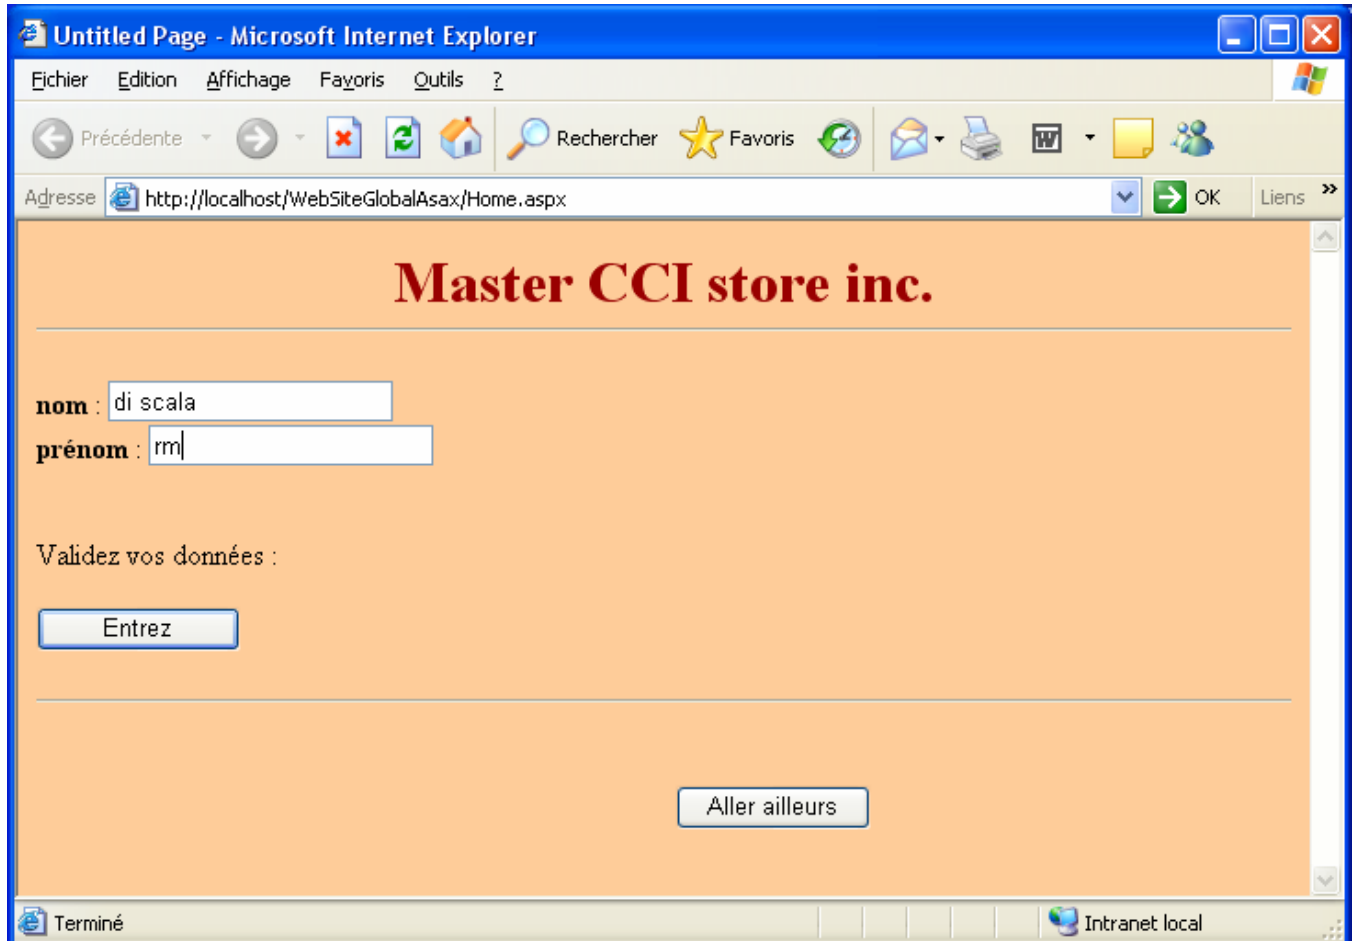 Untitled Page - Microsoft Internet Explorer
Fichier Edition Affichage Favoris Outils ?
Précédente Rechercher Favoris
Adresse http://localhost/WebSiteGlobalAsax/Home.aspx OK Liens »
Master CCI store inc.
nom : di scala
prénom : rm
Validez vos données :
Entrez
Aller ailleurs
Terminé Intranet local